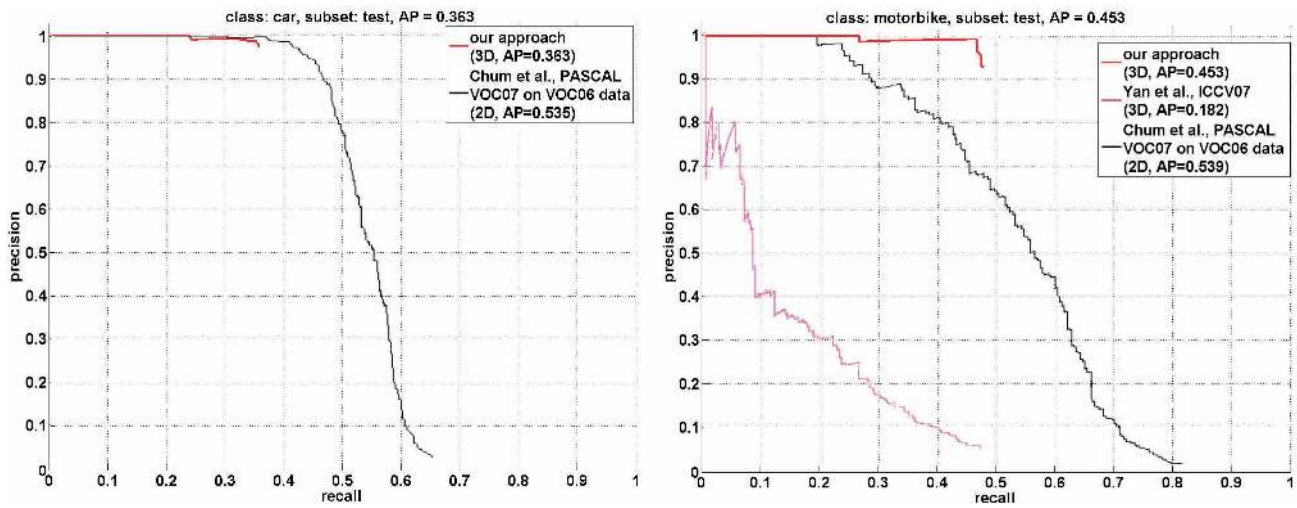 class: car, subset: test, AP = 0.363
1
0.9
0.8
0.7
0.6
0.5
0.4
0.3
0.2
0.1
0
precision
0
0.1
0.2
0.3
0.4
0.5
0.6
0.7
0.8
0.9
1
recall
our approach
(3D, AP=0.363)
Chum et al., PASCAL
VOC07 on VOC06 data
(2D, AP=0.535)
class: motorbike, subset: test, AP = 0.453
1
0.9
0.8
0.7
0.6
0.5
0.4
0.3
0.2
0.1
0
precision
0
0.1
0.2
0.3
0.4
0.5
0.6
0.7
0.8
0.9
1
recall
our approach
(3D, AP=0.453)
Yan et al., ICCV07
(3D, AP=0.182)
Chum et al., PASCAL
VOC07 on VOC06 data
(2D, AP=0.539)